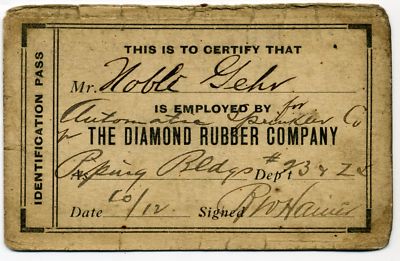 IDENTIFICATION PASS
THIS IS TO CERTIFY THAT
Mr. Noble Gehr
IS EMPLOYED BY for
Automatic Sprinkler Co
THE DIAMOND RUBBER COMPANY
As Piping Bldgs Dep't #23 &
Date 10/12 Signed